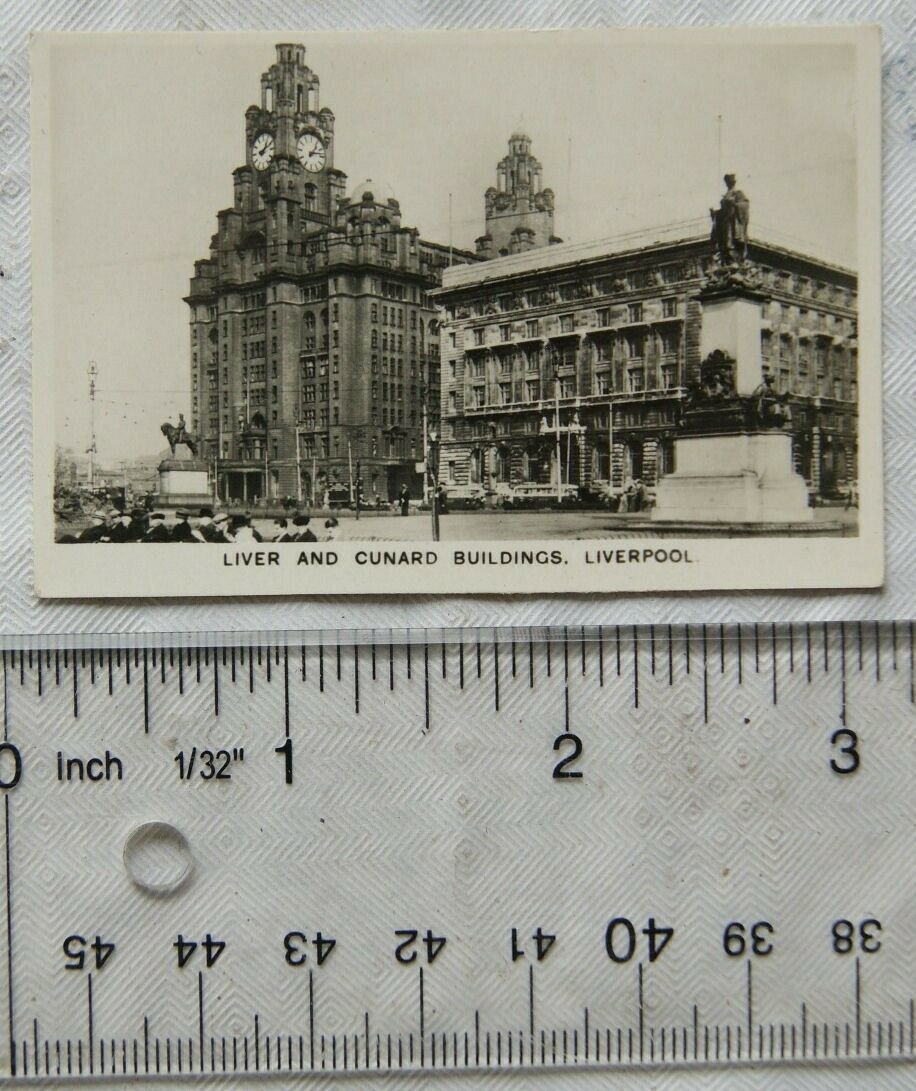 LIVER AND CUNARD BUILDINGS. LIVERPOOL.
0 inch 1/32" 1 2 3
45 44 43 42 41 40 39 38